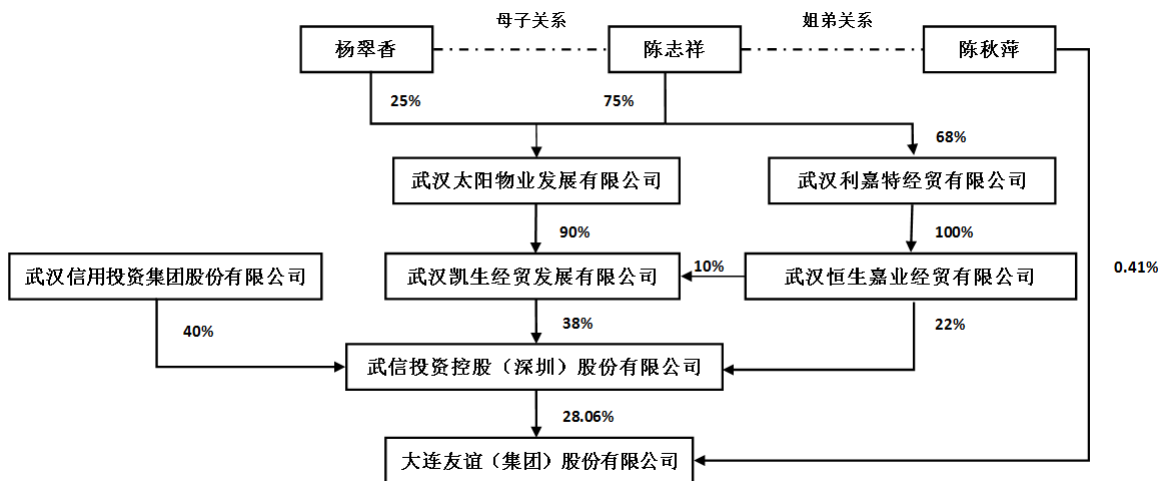 母子关系
姐弟关系
杨翠香
陈志祥
陈秋萍
25%
75%
68%
武汉太阳物业发展有限公司
武汉利嘉特经贸有限公司
90%
100%
武汉信用投资集团股份有限公司
武汉凯生经贸发展有限公司
10%
武汉恒生嘉业经贸有限公司
0.41%
40%
38%
22%
武信投资控股（深圳）股份有限公司
28.06%
大连友谊（集团）股份有限公司